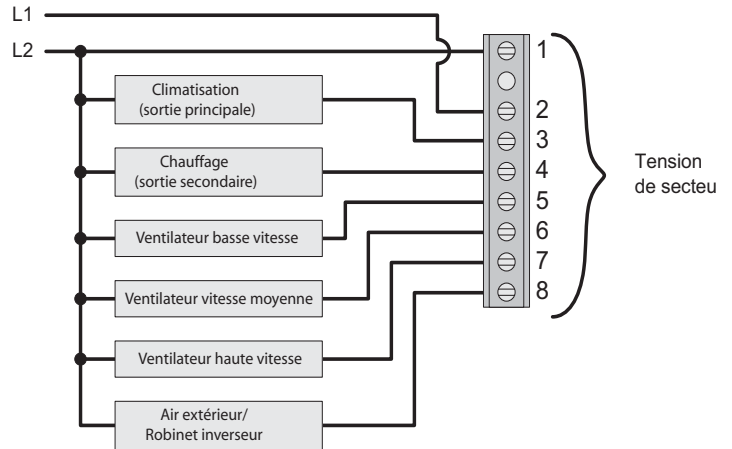 L1
L2
1
2
3
4
5
6
7
8
Climatisation
(sortie principale)
Chauffage
(sortie secondaire)
Ventilateur basse vitesse
Ventilateur vitesse moyenne
Ventilateur haute vitesse
Air extérieur/
Robinet inverseur
Tension
de secteu